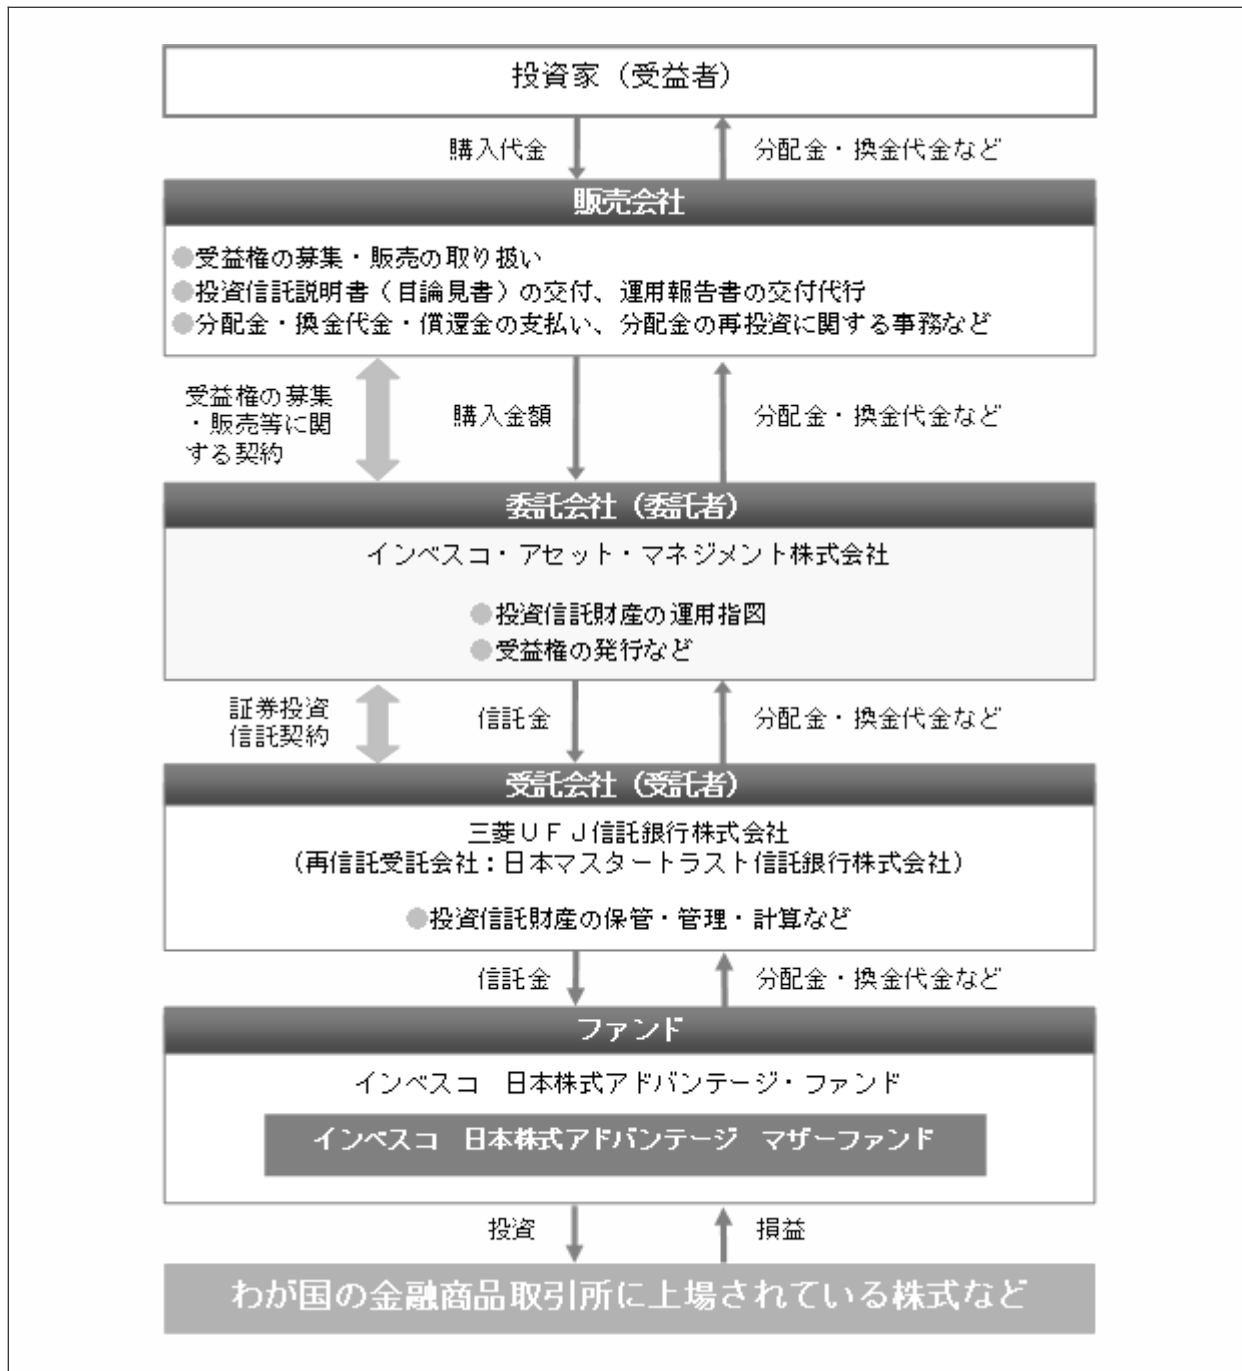 投資家（受益者）
購入代金
分配金・換金代金など
販売会社
●受益権の募集・販売の取り扱い
●投資信託説明書（目論見書）の交付、運用報告書の交付代行
●分配金・換金代金・償還金の支払い、分配金の再投資に関する事務など
受益権の募集
・販売等に関
する契約
購入金額
分配金・換金代金など
委託会社（委託者）
インベスコ・アセット・マネジメント株式会社
●投資信託財産の運用指図
●受益権の発行など
証券投資
信託契約
信託金
分配金・換金代金など
受託会社（受託者）
三菱ＵＦＪ信託銀行株式会社
（再信託受託会社：日本マスタートラスト信託銀行株式会社）
●投資信託財産の保管・管理・計算など
信託金
分配金・換金代金など
ファンド
インベスコ　日本株式アドバンテージ・ファンド
インベスコ　日本株式アドバンテージ　マザーファンド
投資
損益
わが国の金融商品取引所に上場されている株式など